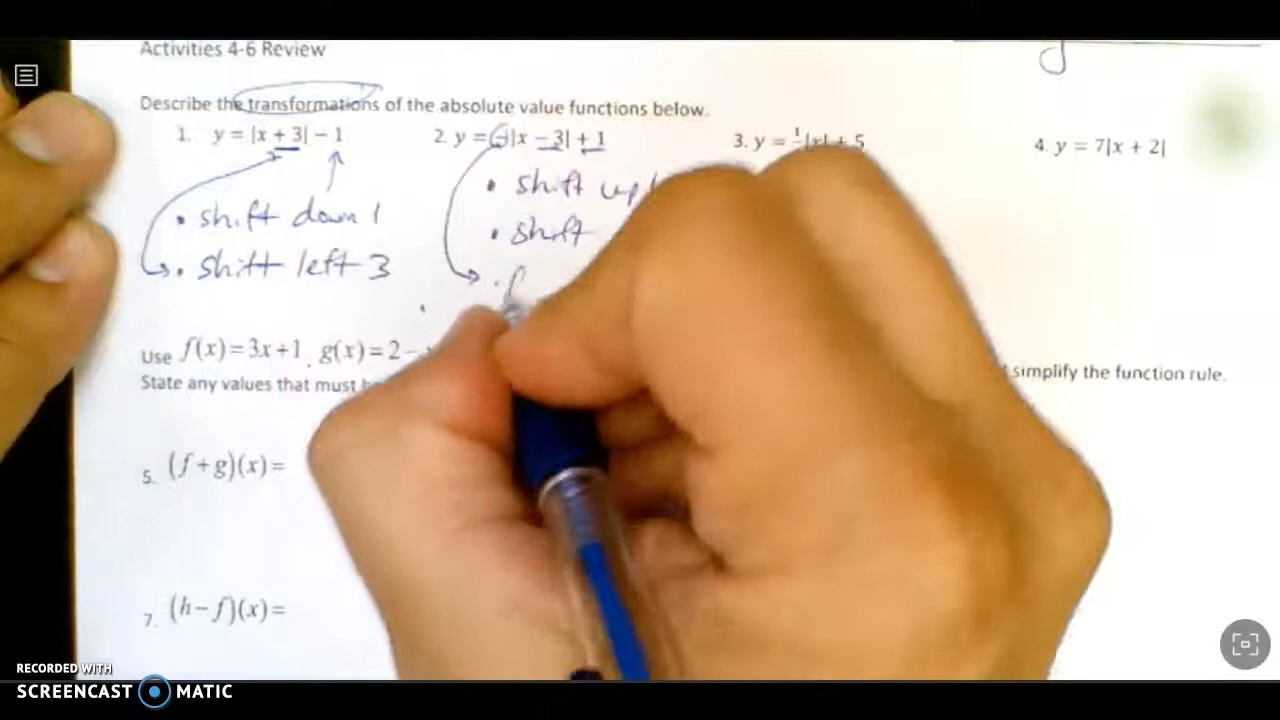 Activities 4-6 Review
Describe the transformations of the absolute value functions below.
1. y = |x + 3| − 1
2. y = −|x − 3| + 1
3. y = |x| + 5
4. y = 7|x + 2|
• shift down 1
• shift left 3
• shift up
• shift
Use f(x)=3x+1, g(x)=2−
simplify the function rule.
State any values that must
5. (f+g)(x)=
7. (h−f)(x)=
RECORDED WITH
SCREENCAST MATIC